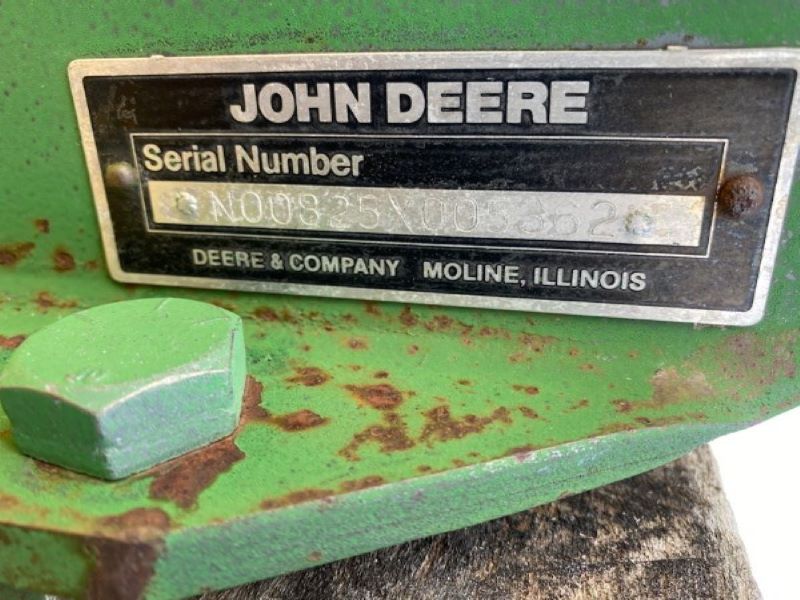 JOHN DEERE
Serial Number
N00825X005362
DEERE & COMPANY MOLINE, ILLINOIS